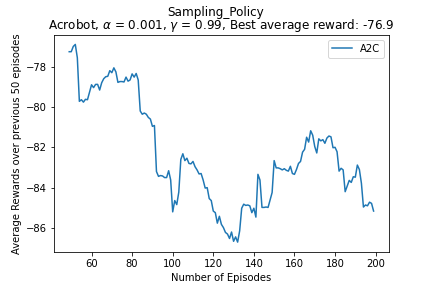 Sampling_Policy
Acrobot, α = 0.001, γ = 0.99, Best average reward: -76.9
A2C
Average Rewards over previous 50 episodes
−78
−80
−82
−84
−86
60 80 100 120 140 160 180 200
Number of Episodes